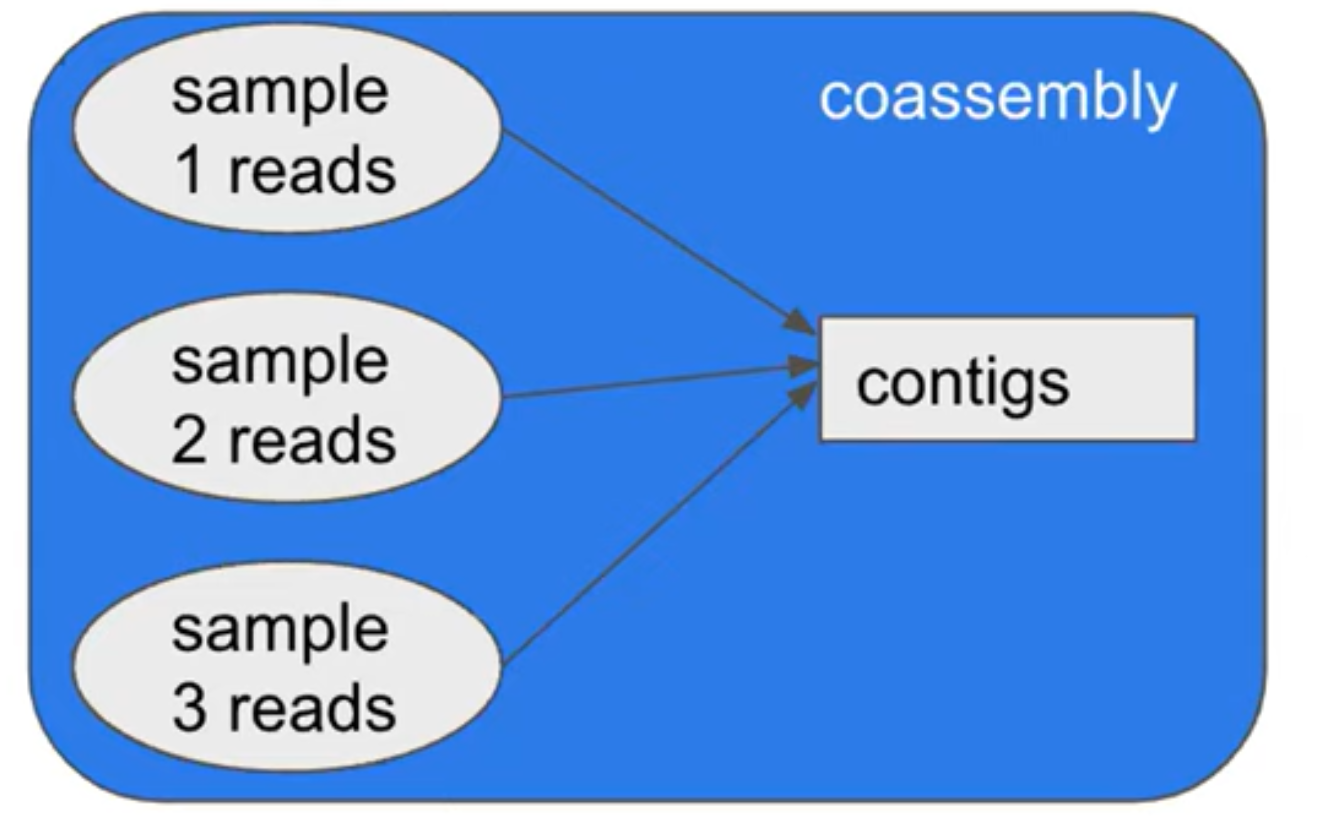 sample
1 reads
coassembly
sample
2 reads
contigs
sample
3 reads